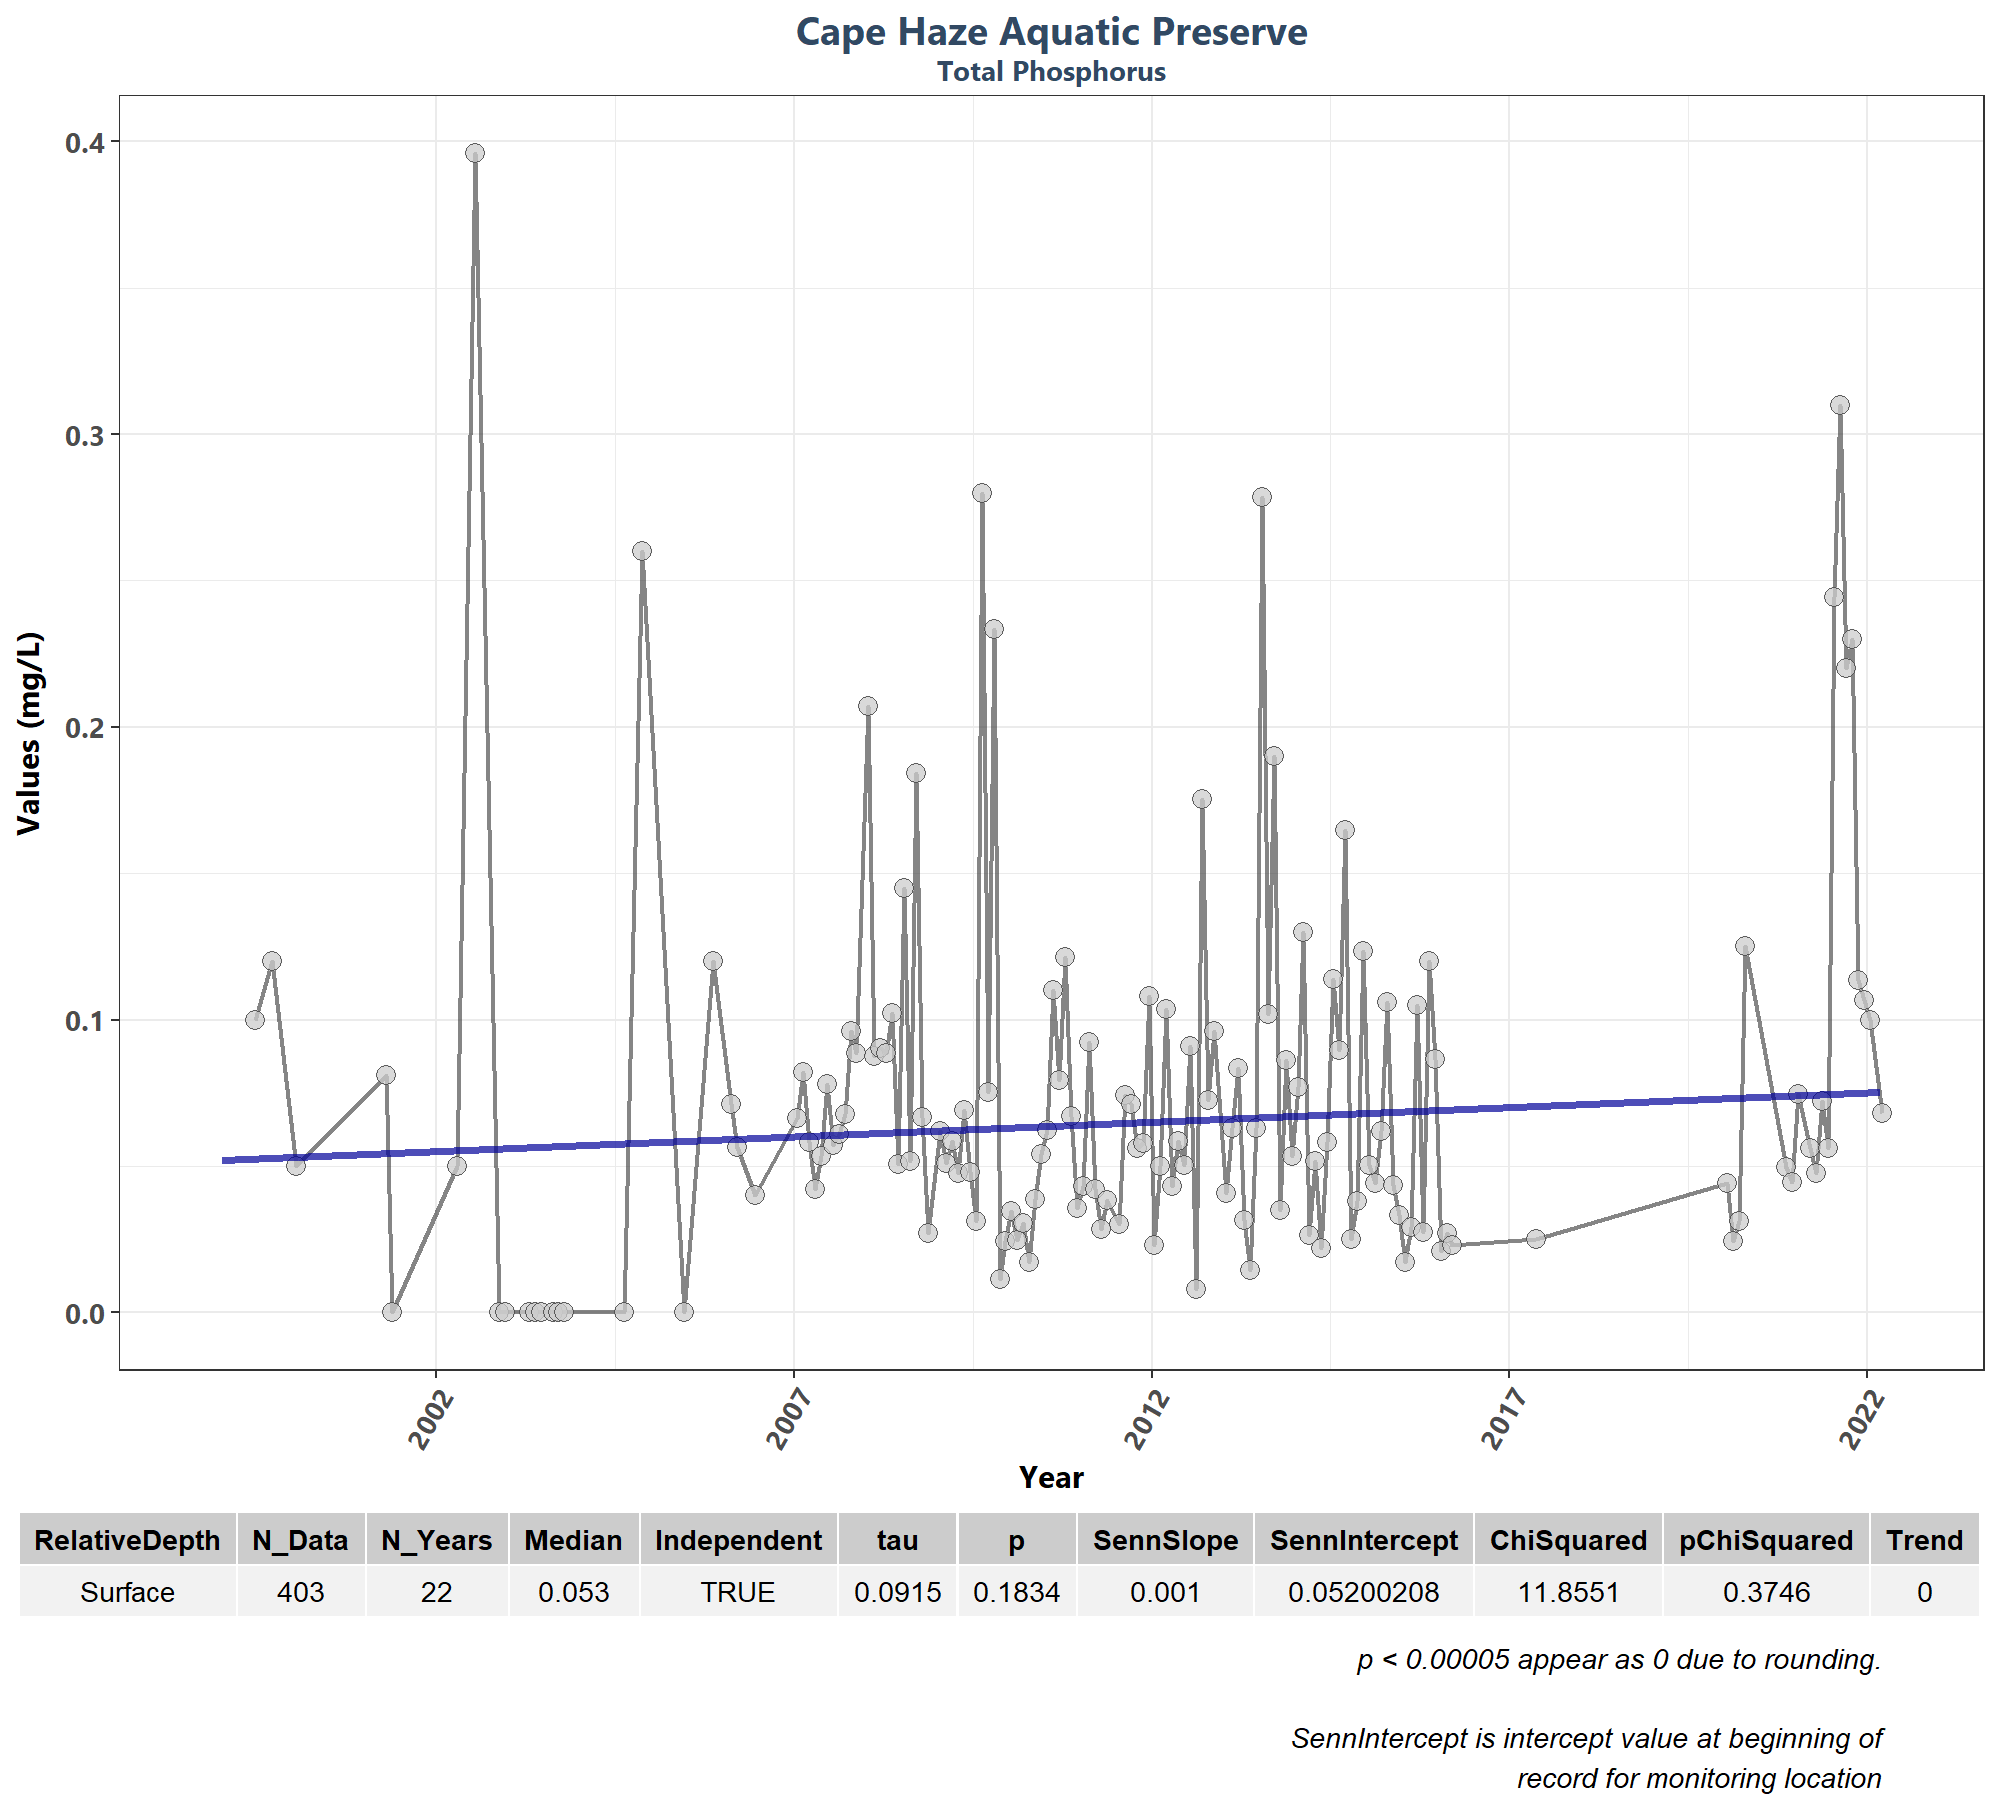 Cape Haze Aquatic Preserve
Total Phosphorus
0.4
0.3
0.2
0.1
0.0
Values (mg/L)
2002 2007 2012 2017 2022
Year
RelativeDepth N_Data N_Years Median Independent tau p SennSlope SennIntercept ChiSquared pChiSquared Trend
Surface 403 22 0.053 TRUE 0.0915 0.1834 0.001 0.05200208 11.8551 0.3746 0
p < 0.00005 appear as 0 due to rounding.
SennIntercept is intercept value at beginning of
record for monitoring location